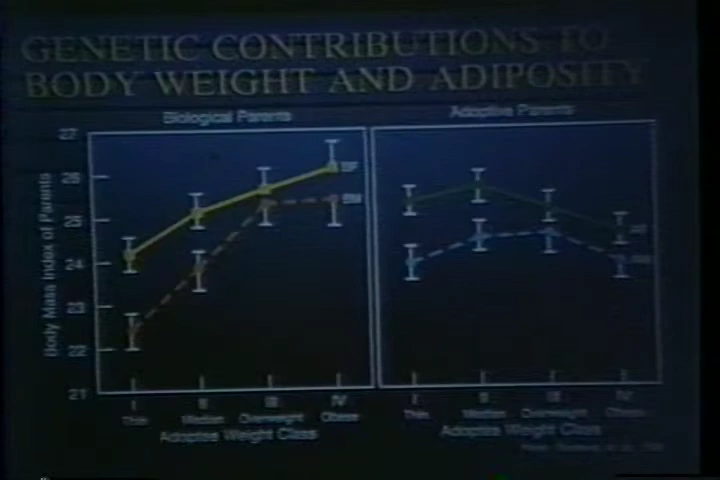 GENETIC CONTRIBUTIONS TO
BODY WEIGHT AND ADIPOSITY
Biological Parents
Adoptive Parents
Body Mass Index of Parents
27
26
25
24
23
22
21
BF
BM
I II III IV
Thin Median Overweight Obese
Adoptee Weight Class
I II III IV
Thin Median Overweight Obese
Adoptee Weight Class